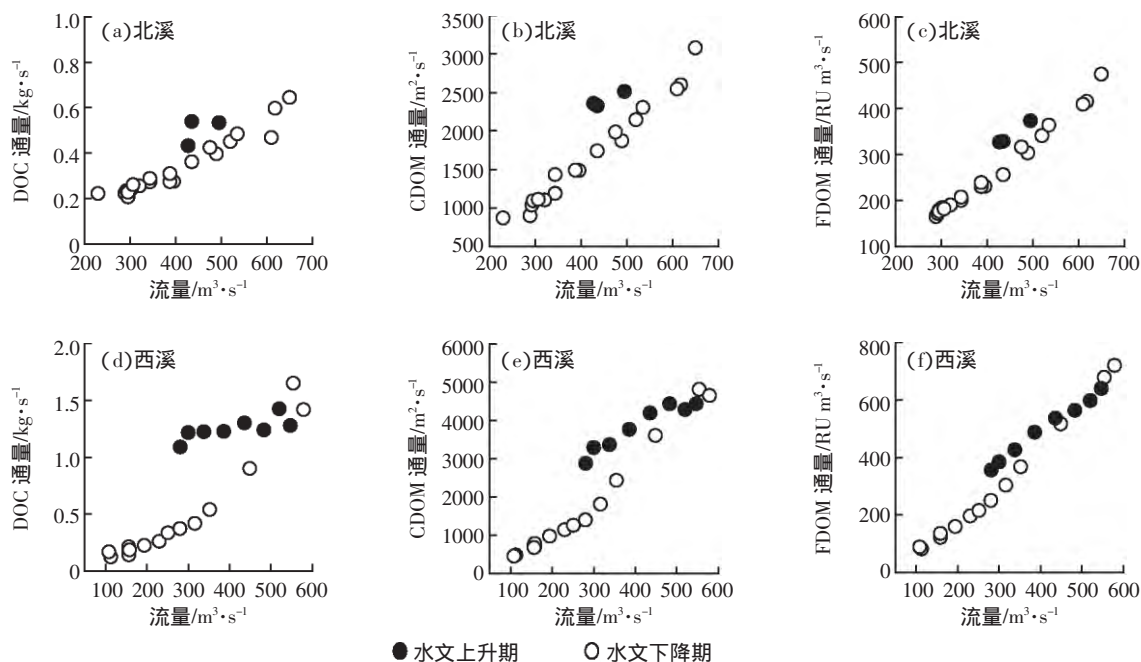 (a)北溪
DOC 通量/kg·s⁻¹
1.0
0.8
0.6
0.4
0.2
0
200 300 400 500 600 700
流量/m³·s⁻¹
(b)北溪
CDOM 通量/m²·s⁻¹
3500
3000
2500
2000
1500
1000
500
200 300 400 500 600 700
流量/m³·s⁻¹
(c)北溪
FDOM 通量/RU m³·s⁻¹
600
500
400
300
200
100
200 300 400 500 600 700
流量/m³·s⁻¹
(d)西溪
DOC 通量/kg·s⁻¹
2.0
1.5
1.0
0.5
0
100 200 300 400 500 600
流量/m³·s⁻¹
(e)西溪
CDOM 通量/m²·s⁻¹
6000
5000
4000
3000
2000
1000
0
100 200 300 400 500 600
流量/m³·s⁻¹
(f)西溪
FDOM 通量/RU m³·s⁻¹
800
600
400
200
0
100 200 300 400 500 600
流量/m³·s⁻¹
水文上升期 水文下降期